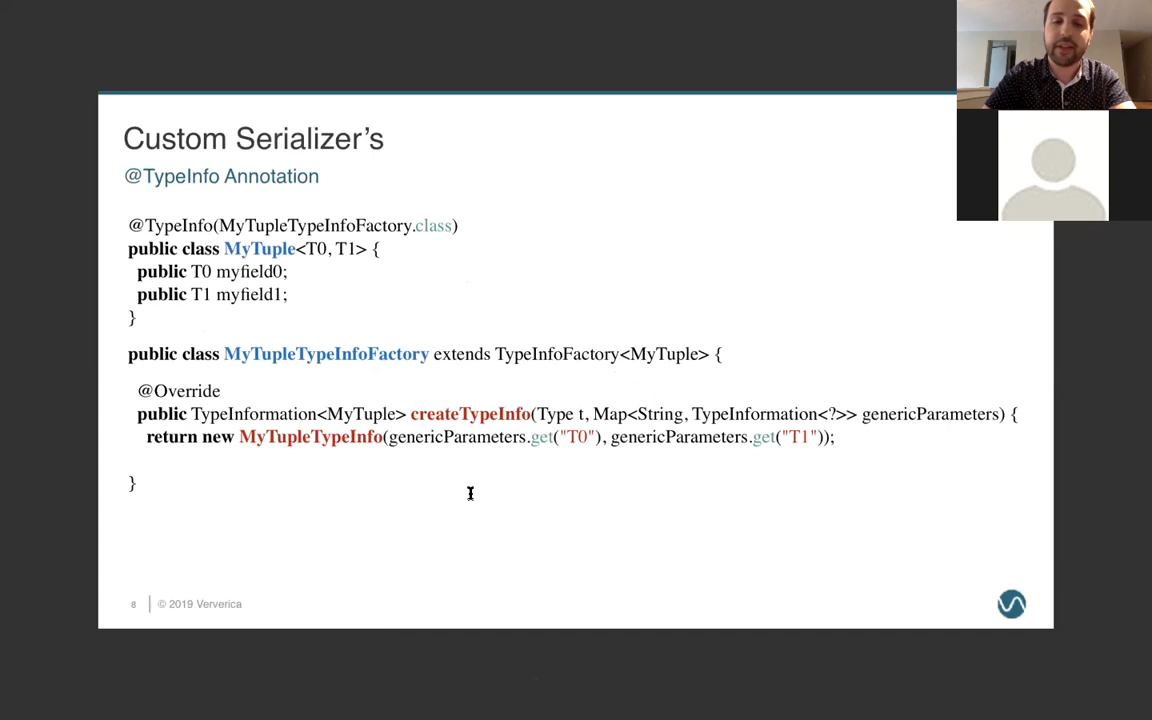 Custom Serializer's
@TypeInfo Annotation
@TypeInfo(MyTupleTypeInfoFactory.class)
public class MyTuple<T0, T1> {
public T0 myfield0;
public T1 myfield1;
}
public class MyTupleTypeInfoFactory extends TypeInfoFactory<MyTuple> {
@Override
public TypeInformation<MyTuple> createTypeInfo(Type t, Map<String, TypeInformation<?>> genericParameters) {
return new MyTupleTypeInfo(genericParameters.get("T0"), genericParameters.get("T1"));
}
8 © 2019 Ververica